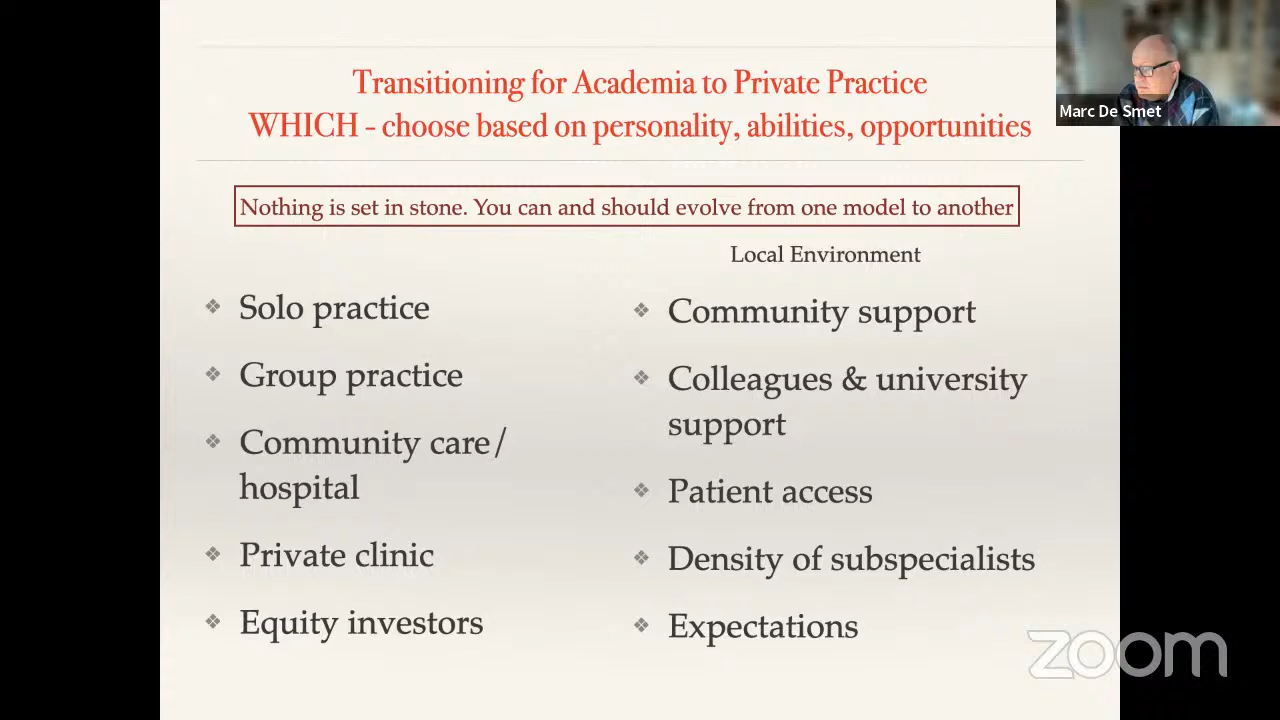 Transitioning for Academia to Private Practice
WHICH - choose based on personality, abilities, opportunities
Marc De Smet
Nothing is set in stone. You can and should evolve from one model to another
Solo practice
Group practice
Community care/
hospital
Private clinic
Equity investors
Local Environment
Community support
Colleagues & university
support
Patient access
Density of subspecialists
Expectations
zoom